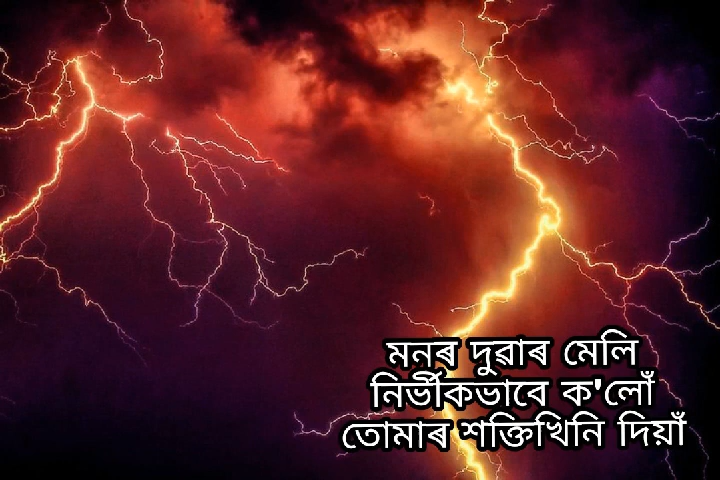 মনৰ দুৱাৰ মেলি
নিৰ্ভীকভাবে ক'লোঁ
তোমাৰ শক্তিখিনি দিয়াঁ